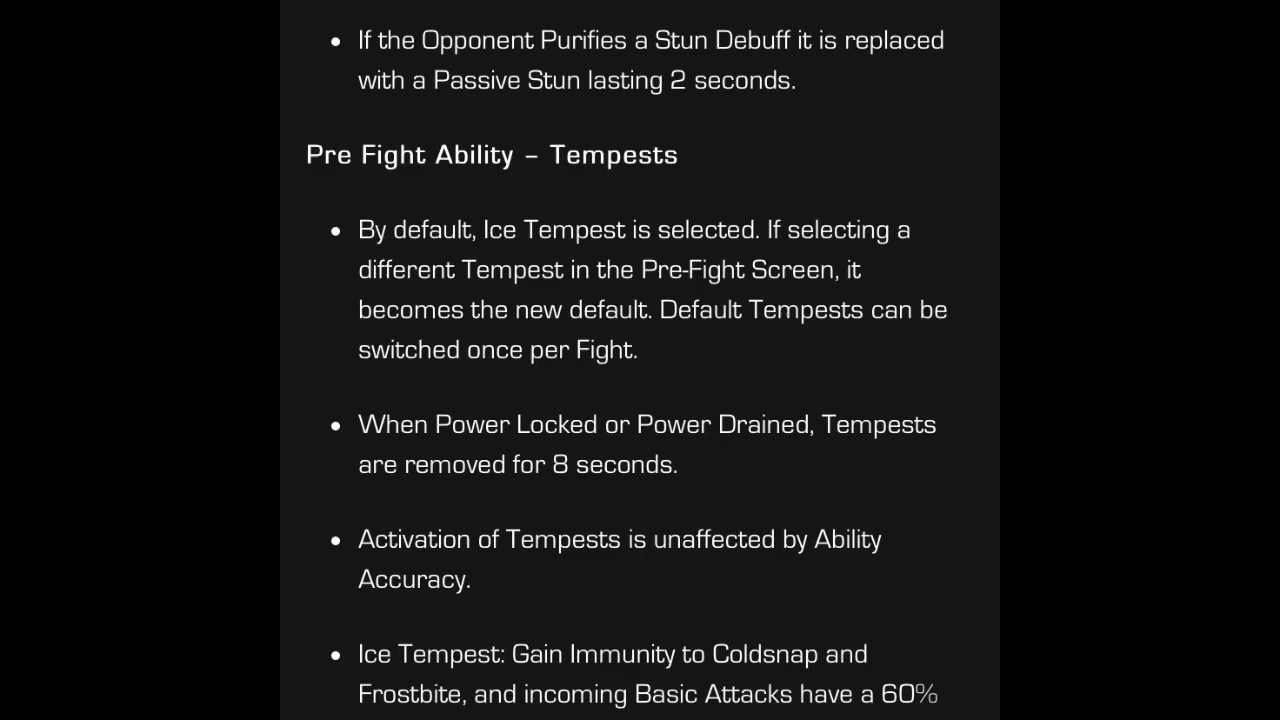 • If the Opponent Purifies a Stun Debuff it is replaced
with a Passive Stun lasting 2 seconds.
Pre Fight Ability – Tempests
• By default, Ice Tempest is selected. If selecting a
different Tempest in the Pre-Fight Screen, it
becomes the new default. Default Tempests can be
switched once per Fight.
• When Power Locked or Power Drained, Tempests
are removed for 8 seconds.
• Activation of Tempests is unaffected by Ability
Accuracy.
• Ice Tempest: Gain Immunity to Coldsnap and
Frostbite, and incoming Basic Attacks have a 60%